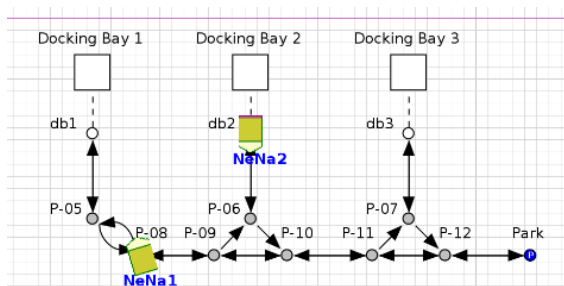 Docking Bay 1 Docking Bay 2 Docking Bay 3
db1 db2 db3
NeNa2
P-05 P-06 P-07
P-08 P-09 P-10 P-11 P-12 Park
P
NeNa1